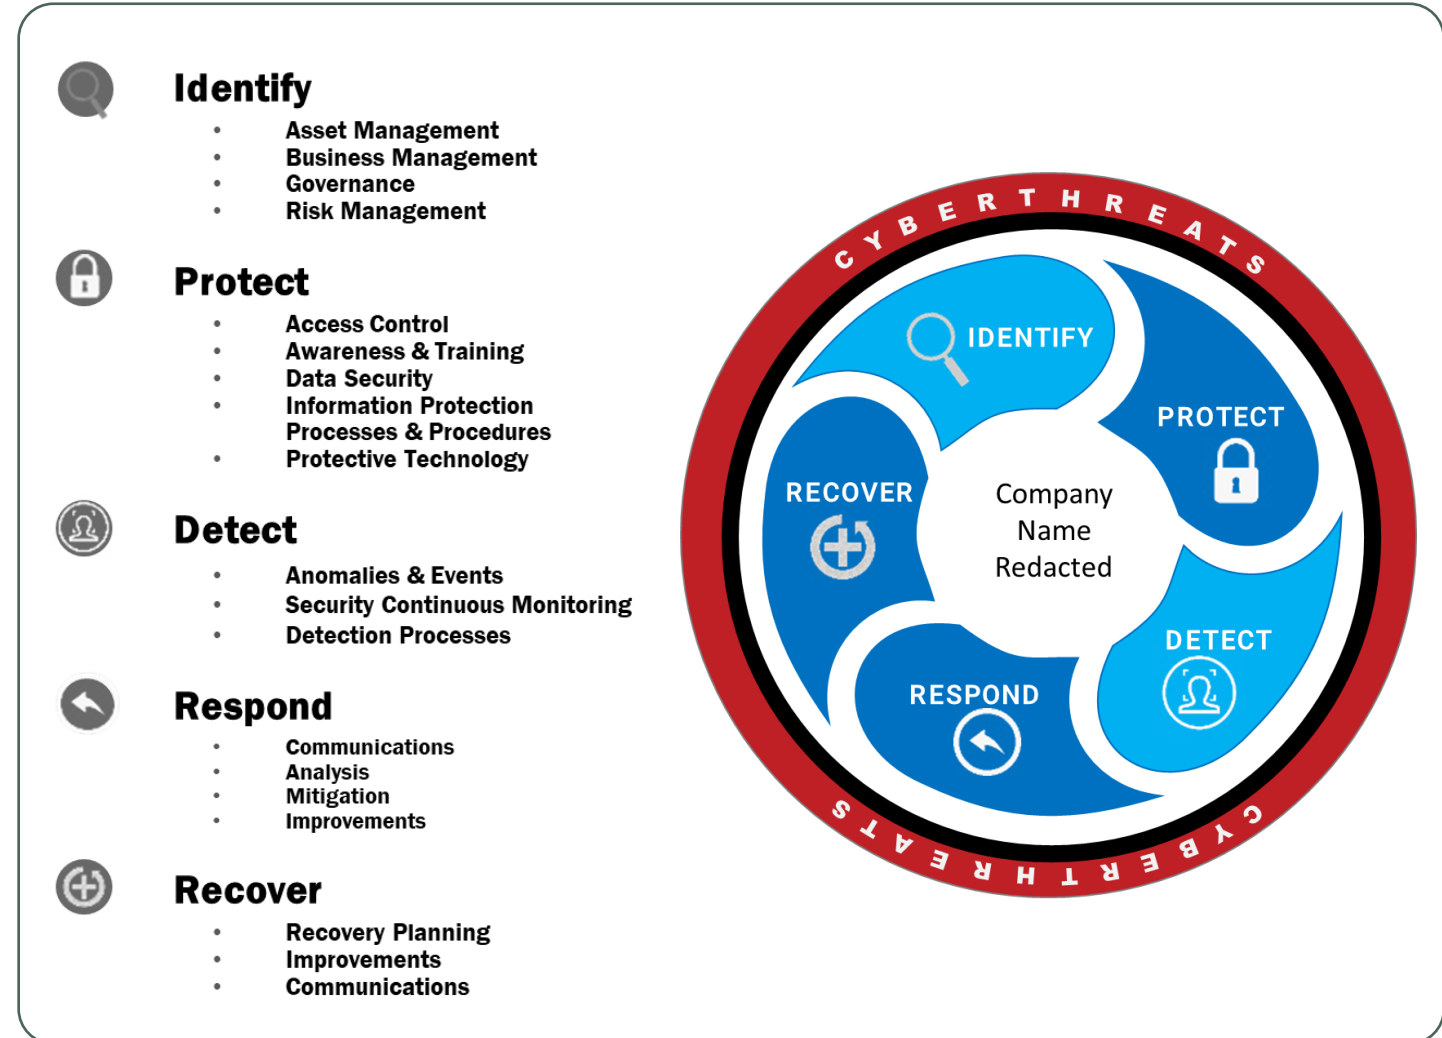 Identify
• Asset Management
• Business Management
• Governance
• Risk Management
Protect
• Access Control
• Awareness & Training
• Data Security
• Information Protection
Processes & Procedures
• Protective Technology
Detect
• Anomalies & Events
• Security Continuous Monitoring
• Detection Processes
Respond
• Communications
• Analysis
• Mitigation
• Improvements
Recover
• Recovery Planning
• Improvements
• Communications
CYBERTHREATS
IDENTIFY
PROTECT
DETECT
RESPOND
RECOVER
Company
Name
Redacted
CYBERTHREATS